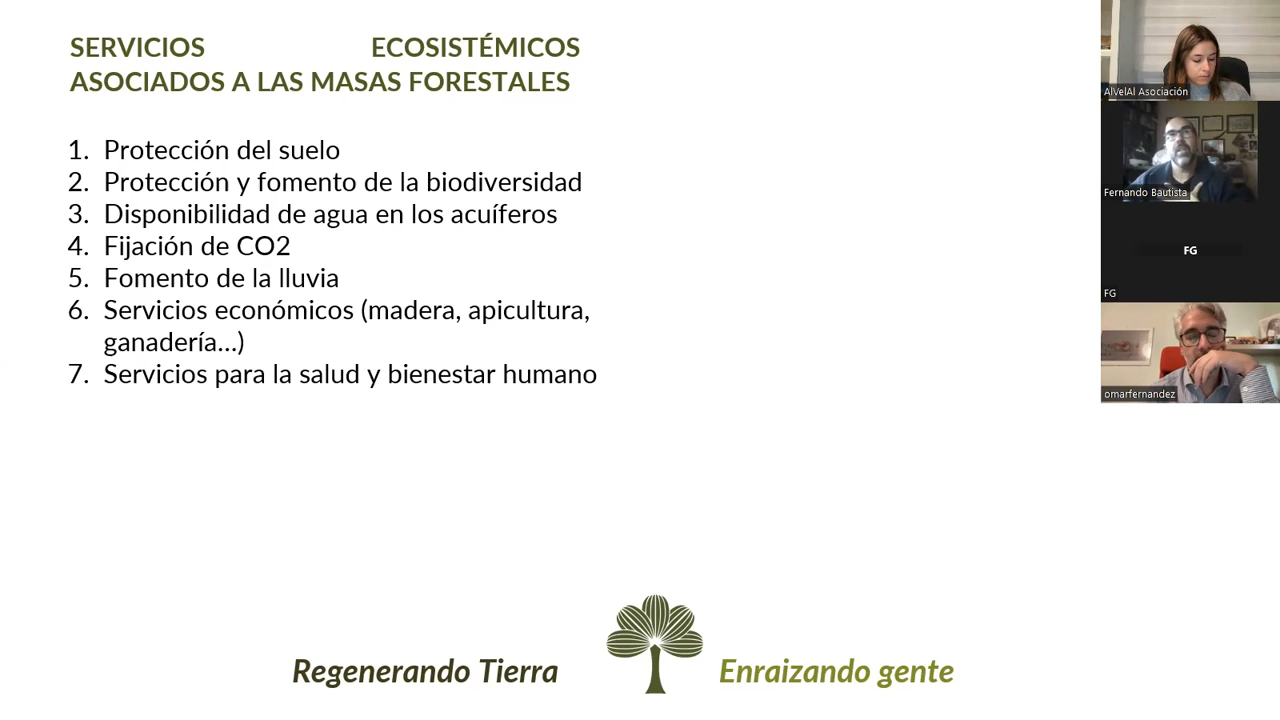 SERVICIOS ECOSISTÉMICOS
ASOCIADOS A LAS MASAS FORESTALES
1. Protección del suelo
2. Protección y fomento de la biodiversidad
3. Disponibilidad de agua en los acuíferos
4. Fijación de CO2
5. Fomento de la lluvia
6. Servicios económicos (madera, apicultura,
ganadería...)
7. Servicios para la salud y bienestar humano
Regenerando Tierra
Enraizando gente
AlVelAl Asociación
Fernando Bautista
FG
FG
omarfernandez